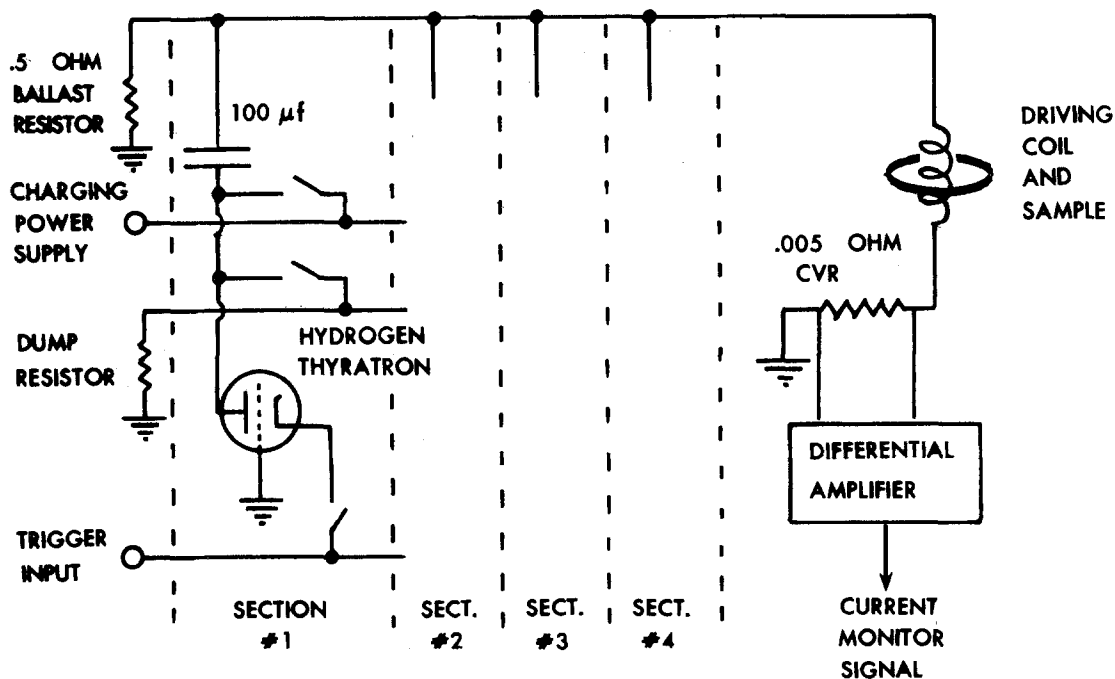 .5 OHM
BALLAST
RESISTOR
100 µf
CHARGING
POWER
SUPPLY
DUMP
RESISTOR
HYDROGEN
THYRATRON
TRIGGER
INPUT
SECTION
#1
SECT.
#2
SECT.
#3
SECT.
#4
DRIVING
COIL
AND
SAMPLE
.005 OHM
CVR
DIFFERENTIAL
AMPLIFIER
CURRENT
MONITOR
SIGNAL